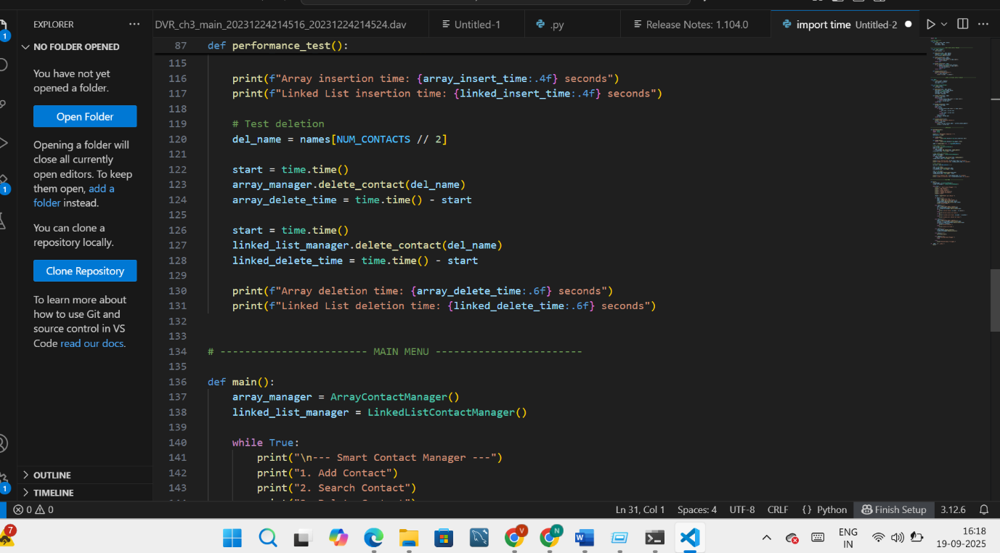 EXPLORER
NO FOLDER OPENED
You have not yet
opened a folder.
Open Folder
Opening a folder will
close all currently
open editors. To keep
them open, add a
folder instead.
You can clone a
repository locally.
Clone Repository
To learn more about
how to use Git and
source control in VS
Code read our docs.
OUTLINE
TIMELINE
1
1
1
DVR_ch3_main_20231224214516_20231224214524.dav
Untitled-1
.py
Release Notes: 1.104.0
import time Untitled-2
87 def performance_test():
115
116 print(f"Array insertion time: {array_insert_time:.4f} seconds")
117 print(f"Linked List insertion time: {linked_insert_time:.4f} seconds")
118
119 # Test deletion
120 del_name = names[NUM_CONTACTS // 2]
121
122 start = time.time()
123 array_manager.delete_contact(del_name)
124 array_delete_time = time.time() - start
125
126 start = time.time()
127 linked_list_manager.delete_contact(del_name)
128 linked_delete_time = time.time() - start
129
130 print(f"Array deletion time: {array_delete_time:.6f} seconds")
131 print(f"Linked List deletion time: {linked_delete_time:.6f} seconds")
132
133
134 # ------------------------ MAIN MENU ------------------------
135
136 def main():
137 array_manager = ArrayContactManager()
138 linked_list_manager = LinkedListContactManager()
139
140 while True:
141 print("\n--- Smart Contact Manager ---")
142 print("1. Add Contact")
143 print("2. Search Contact")
0 0
Ln 31, Col 1
Spaces: 4
UTF-8
CRLF
{} Python
Finish Setup
3.12.6
7
V
N
W
ENG
IN
16:18
19-09-2025